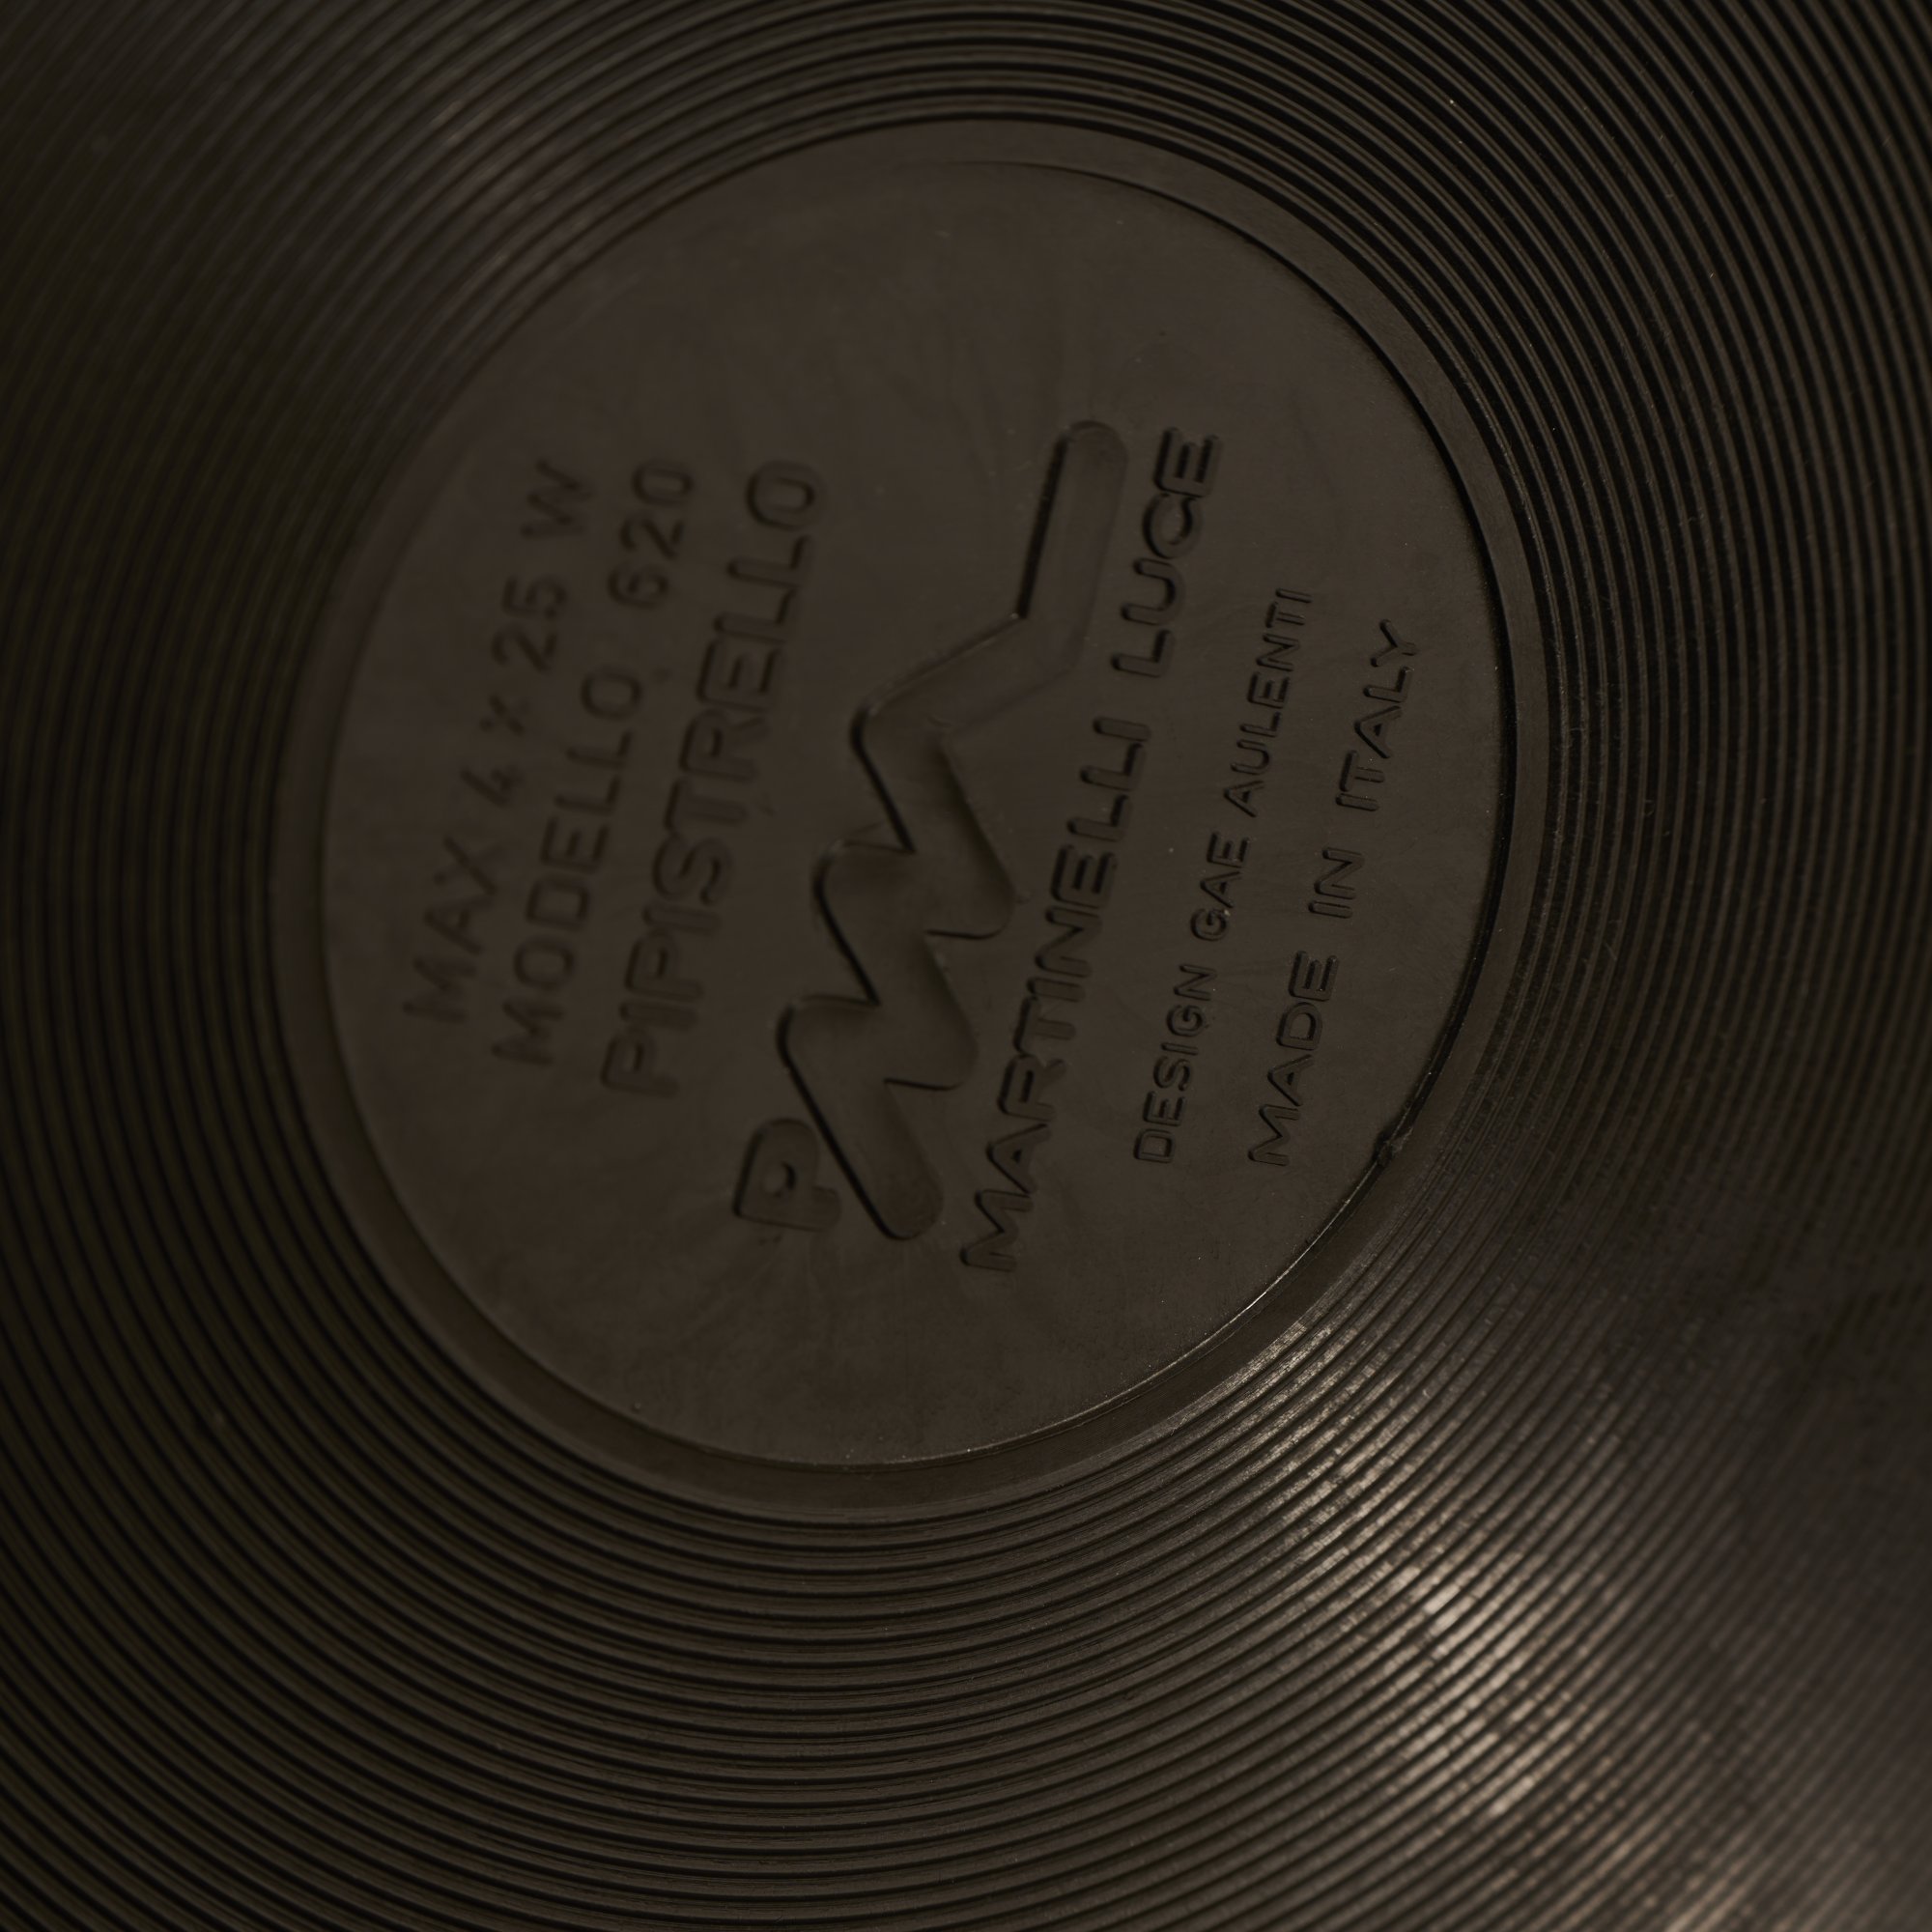 MAX 4 x 25 W
MODELLO 620
PIPISTRELLO
P
MARTINELLI LUCE
DESIGN GAE AULENTI
MADE IN ITALY